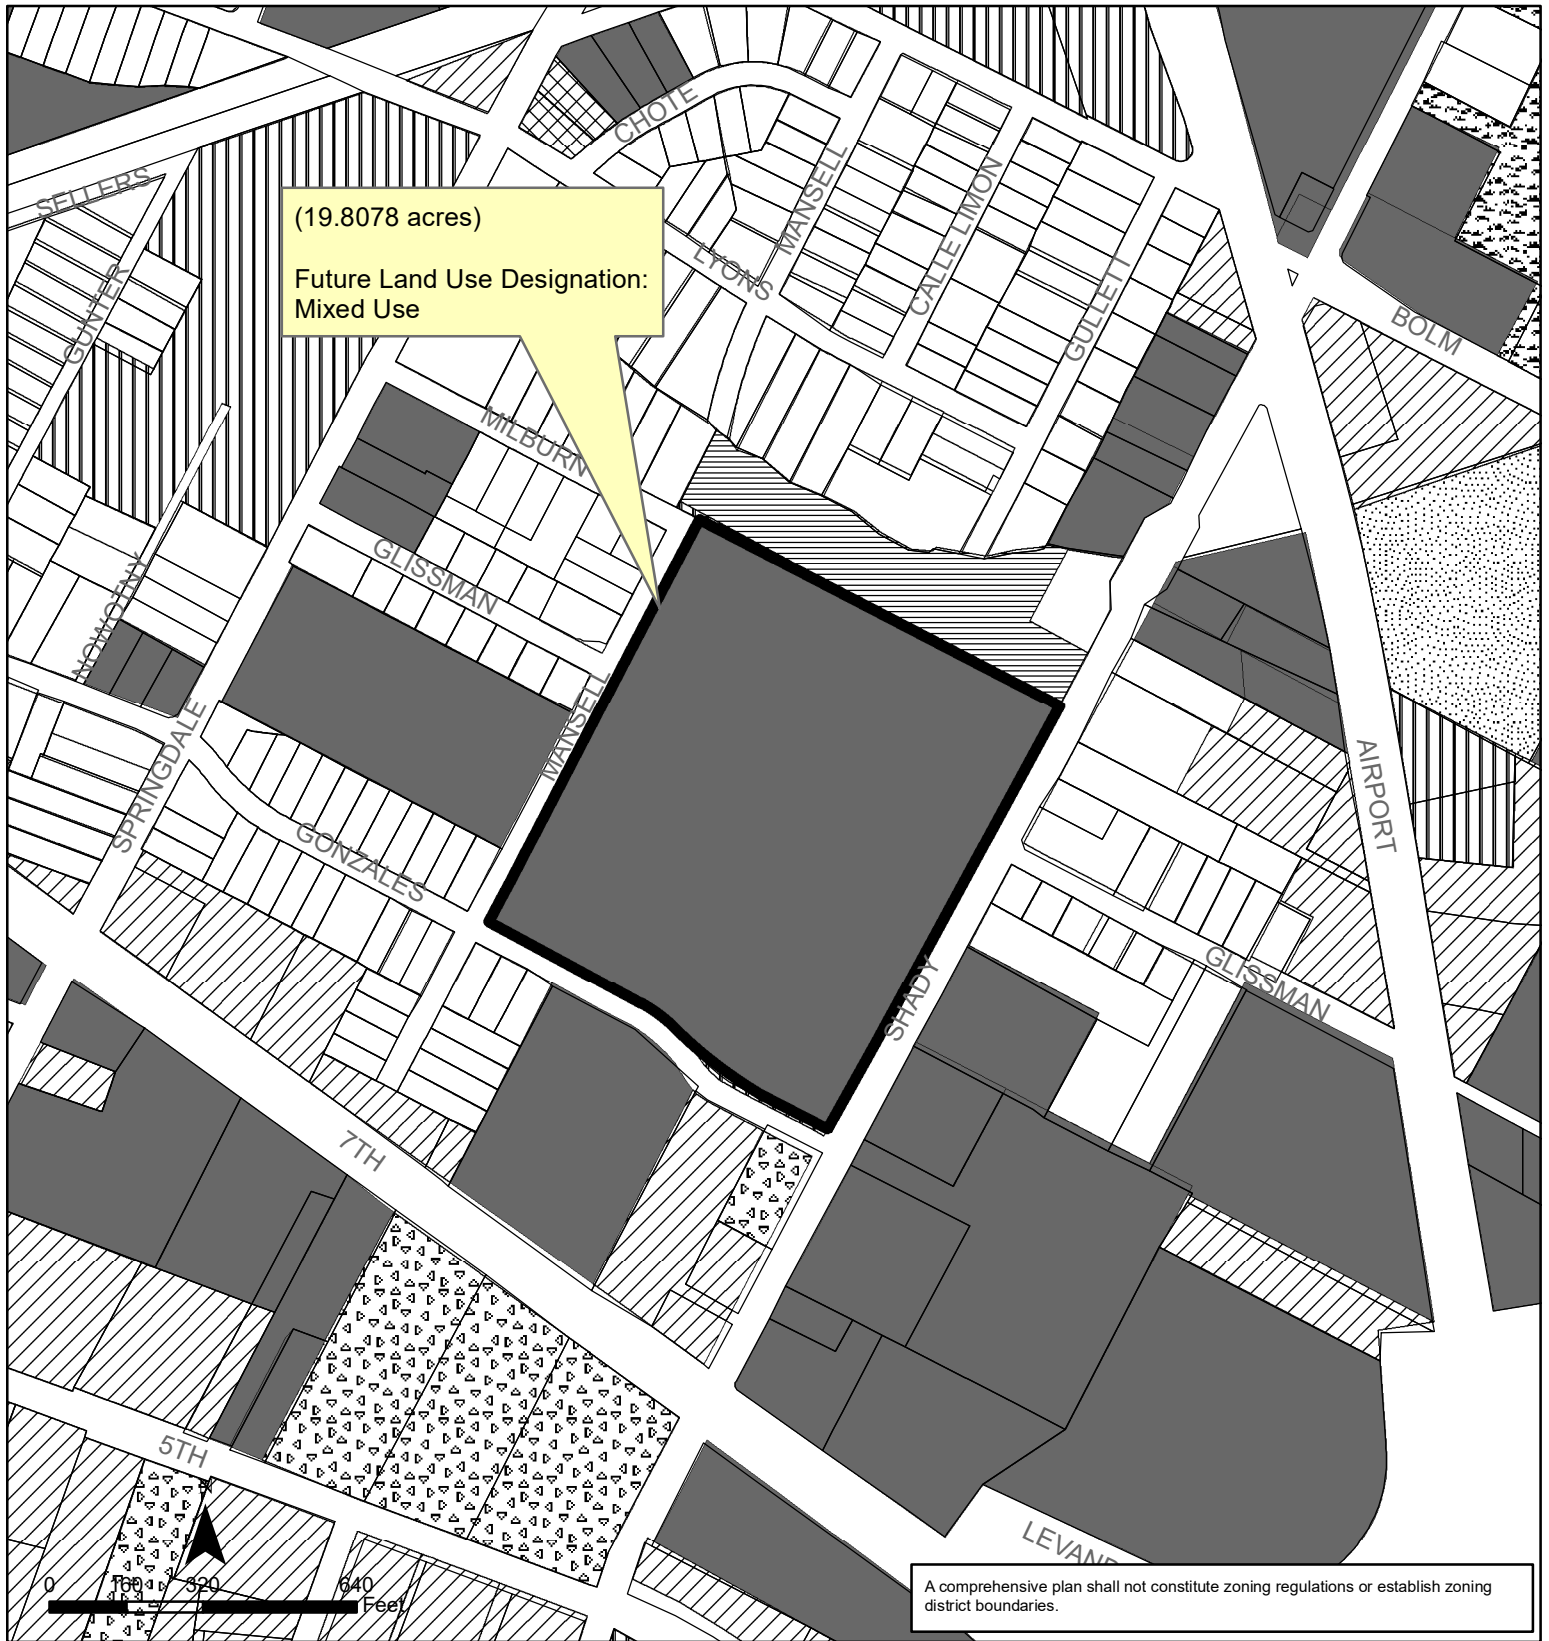 CHOTE
SELLERS
MANSELL
CALLE LIMON
(19.8078 acres)
Future Land Use Designation:
Mixed Use
LYONS
GUNTER
GULLETT
BOLM
MILBURN
GLISSMAN
NOWOTNY
MANSELL
SPRINGDALE
AIRPORT
GONZALES
SHADY
GLISSMAN
7TH
5TH
LEVAND
0 160 320 640
Feet
A comprehensive plan shall not constitute zoning regulations or establish zoning
district boundaries.